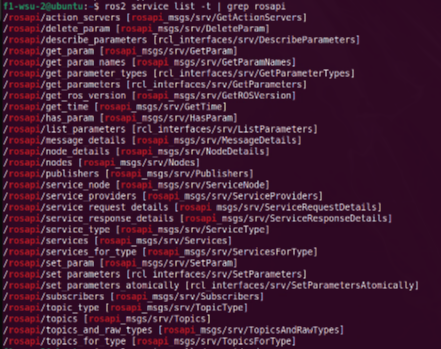 f1-wsu-2@ubuntu:~$ ros2 service list -t | grep rosapi
/rosapi/action_servers [rosapi_msgs/srv/GetActionServers]
/rosapi/delete_param [rosapi_msgs/srv/DeleteParam]
/rosapi/describe_parameters [rcl_interfaces/srv/DescribeParameters]
/rosapi/get_param [rosapi_msgs/srv/GetParam]
/rosapi/get_param_names [rosapi_msgs/srv/GetParamNames]
/rosapi/get_parameter_types [rcl_interfaces/srv/GetParameterTypes]
/rosapi/get_parameters [rcl_interfaces/srv/GetParameters]
/rosapi/get_ros_version [rosapi_msgs/srv/GetROSVersion]
/rosapi/get_time [rosapi_msgs/srv/GetTime]
/rosapi/has_param [rosapi_msgs/srv/HasParam]
/rosapi/list_parameters [rcl_interfaces/srv/ListParameters]
/rosapi/message_details [rosapi_msgs/srv/MessageDetails]
/rosapi/node_details [rosapi_msgs/srv/NodeDetails]
/rosapi/nodes [rosapi_msgs/srv/Nodes]
/rosapi/publishers [rosapi_msgs/srv/Publishers]
/rosapi/service_node [rosapi_msgs/srv/ServiceNode]
/rosapi/service_providers [rosapi_msgs/srv/ServiceProviders]
/rosapi/service_request_details [rosapi_msgs/srv/ServiceRequestDetails]
/rosapi/service_response_details [rosapi_msgs/srv/ServiceResponseDetails]
/rosapi/service_type [rosapi_msgs/srv/ServiceType]
/rosapi/services [rosapi_msgs/srv/Services]
/rosapi/services_for_type [rosapi_msgs/srv/ServicesForType]
/rosapi/set_param [rosapi_msgs/srv/SetParam]
/rosapi/set_parameters [rcl_interfaces/srv/SetParameters]
/rosapi/set_parameters_atomically [rcl_interfaces/srv/SetParametersAtomically]
/rosapi/subscribers [rosapi_msgs/srv/Subscribers]
/rosapi/topic_type [rosapi_msgs/srv/TopicType]
/rosapi/topics [rosapi_msgs/srv/Topics]
/rosapi/topics_and_raw_types [rosapi_msgs/srv/TopicsAndRawTypes]
/rosapi/topics_for_type [rosapi_msgs/srv/TopicsForType]